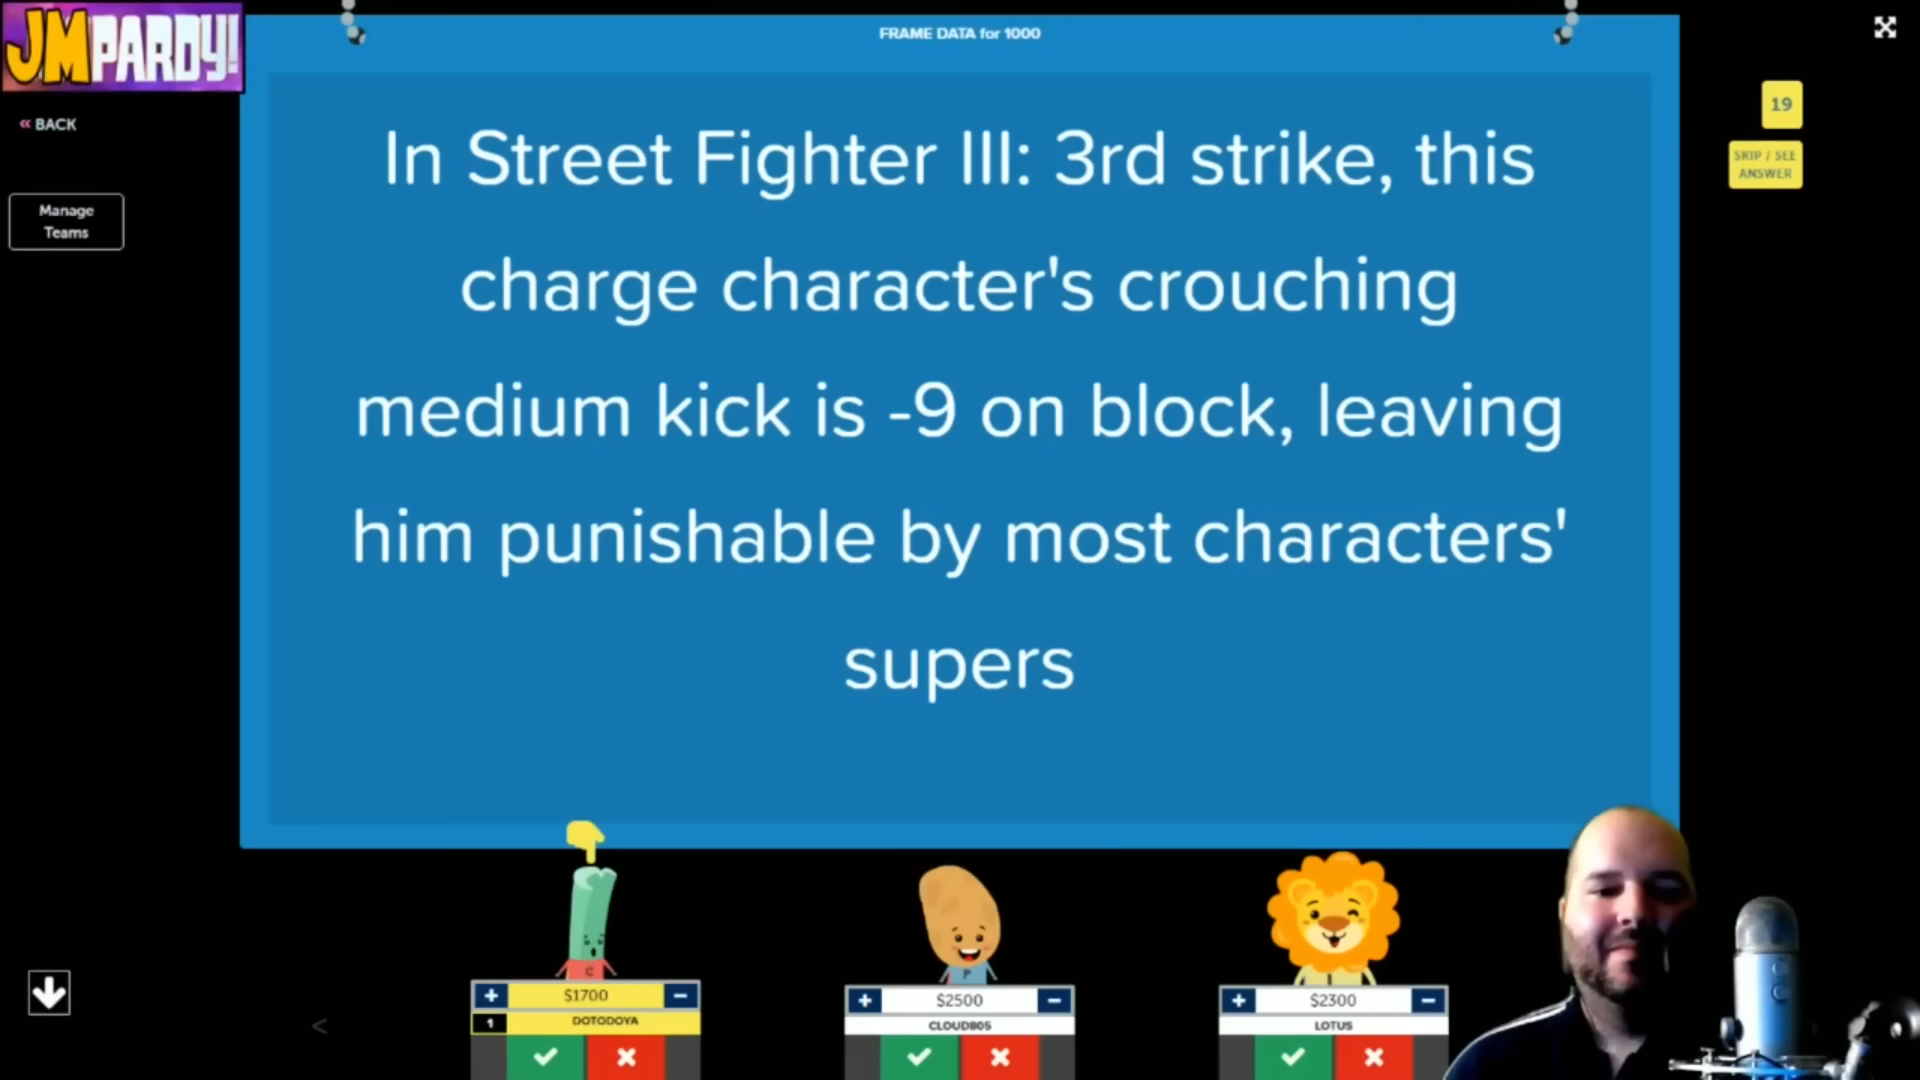 JMPARDY!
FRAME DATA for 1000
« BACK
19
SKIP / SEE
ANSWER
Manage
Teams
In Street Fighter III: 3rd strike, this
charge character's crouching
medium kick is -9 on block, leaving
him punishable by most characters'
supers
C
P
+ $1700 −
1 DOTODOYA
+ $2500 −
CLOUD805
+ $2300 −
LOTUS
<